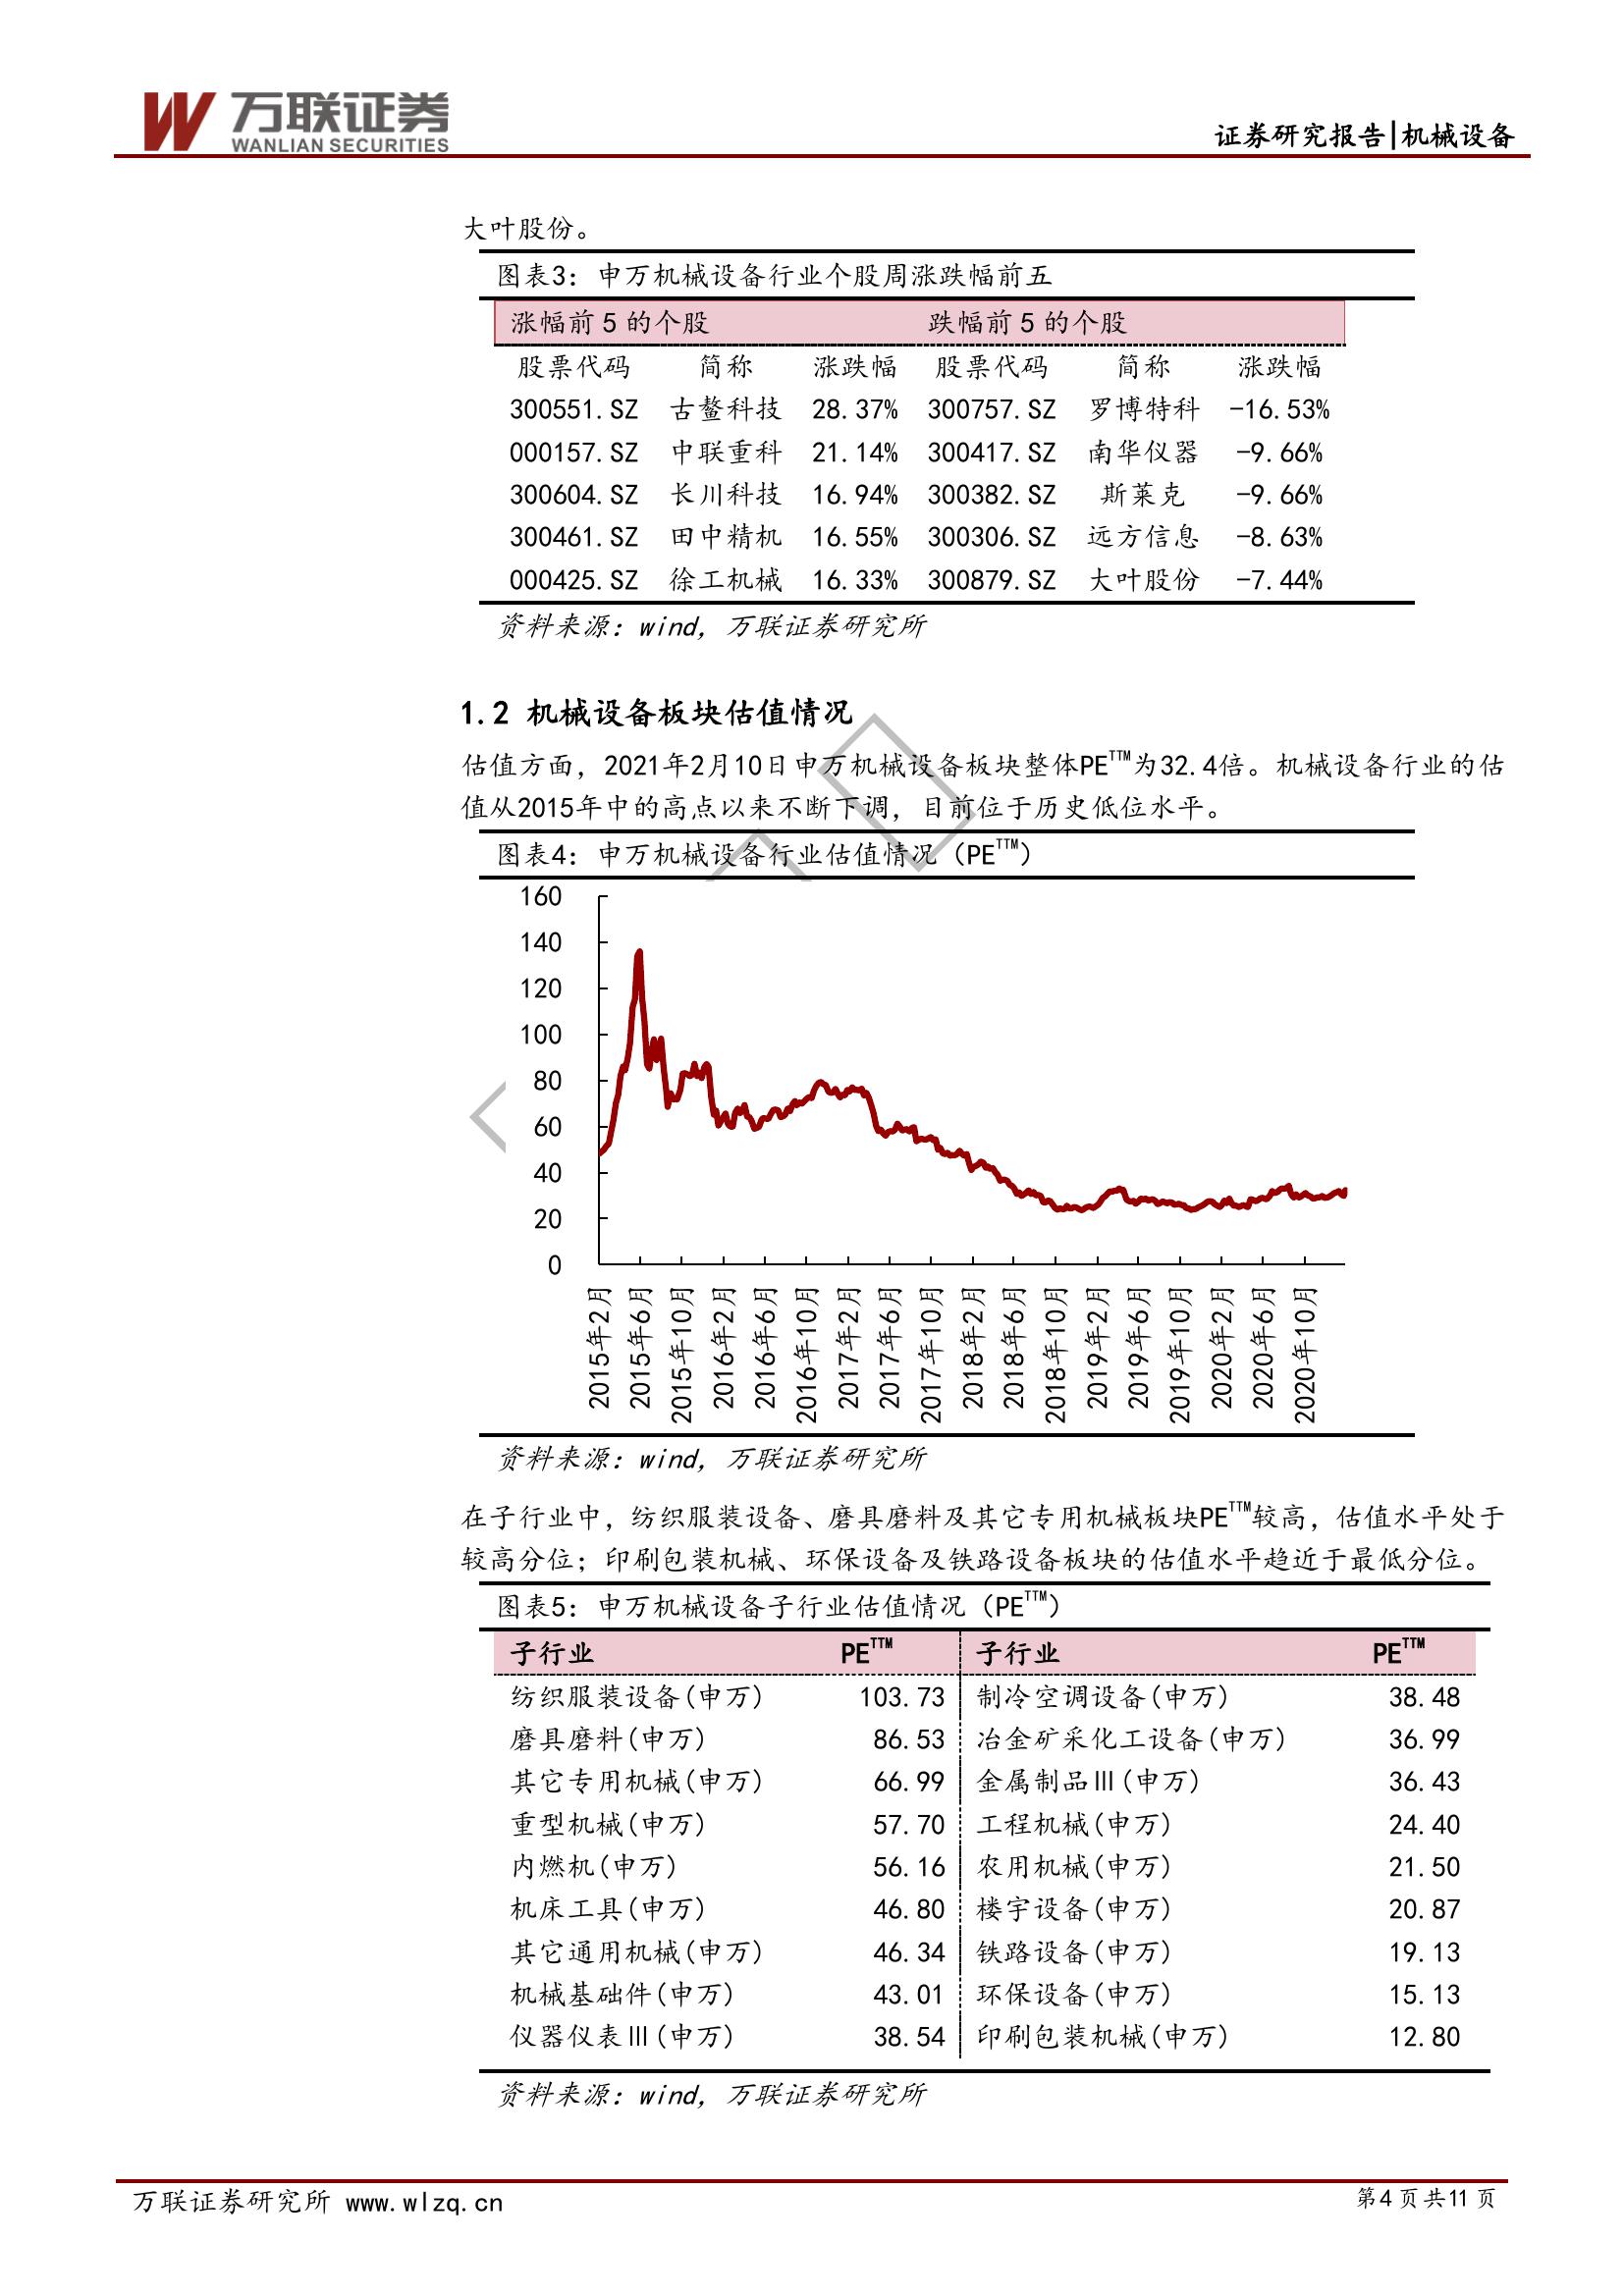 万联证券
WANLIAN SECURITIES
证券研究报告|机械设备
大叶股份。
图表3：申万机械设备行业个股周涨跌幅前五
涨幅前 5 的个股 跌幅前 5 的个股
股票代码 简称 涨跌幅 股票代码 简称 涨跌幅
300551.SZ 古鳌科技 28.37% 300757.SZ 罗博特科 -16.53%
000157.SZ 中联重科 21.14% 300417.SZ 南华仪器 -9.66%
300604.SZ 长川科技 16.94% 300382.SZ 斯莱克 -9.66%
300461.SZ 田中精机 16.55% 300306.SZ 远方信息 -8.63%
000425.SZ 徐工机械 16.33% 300879.SZ 大叶股份 -7.44%
资料来源：wind，万联证券研究所
1.2 机械设备板块估值情况
估值方面，2021年2月10日申万机械设备板块整体PETTM为32.4倍。机械设备行业的估
值从2015年中的高点以来不断下调，目前位于历史低位水平。
图表4：申万机械设备行业估值情况（PETTM）
160
140
120
100
80
60
40
20
0
2015年2月
2015年6月
2015年10月
2016年2月
2016年6月
2016年10月
2017年2月
2017年6月
2017年10月
2018年2月
2018年6月
2018年10月
2019年2月
2019年6月
2019年10月
2020年2月
2020年6月
2020年10月
资料来源：wind，万联证券研究所
在子行业中，纺织服装设备、磨具磨料及其它专用机械板块PETTM较高，估值水平处于
较高分位；印刷包装机械、环保设备及铁路设备板块的估值水平趋近于最低分位。
图表5：申万机械设备子行业估值情况（PETTM）
子行业 PETTM 子行业 PETTM
纺织服装设备(申万) 103.73 制冷空调设备(申万) 38.48
磨具磨料(申万) 86.53 冶金矿采化工设备(申万) 36.99
其它专用机械(申万) 66.99 金属制品Ⅲ(申万) 36.43
重型机械(申万) 57.70 工程机械(申万) 24.40
内燃机(申万) 56.16 农用机械(申万) 21.50
机床工具(申万) 46.80 楼宇设备(申万) 20.87
其它通用机械(申万) 46.34 铁路设备(申万) 19.13
机械基础件(申万) 43.01 环保设备(申万) 15.13
仪器仪表Ⅲ(申万) 38.54 印刷包装机械(申万) 12.80
资料来源：wind，万联证券研究所
万联证券研究所 www.wlzq.cn
第4页共11页